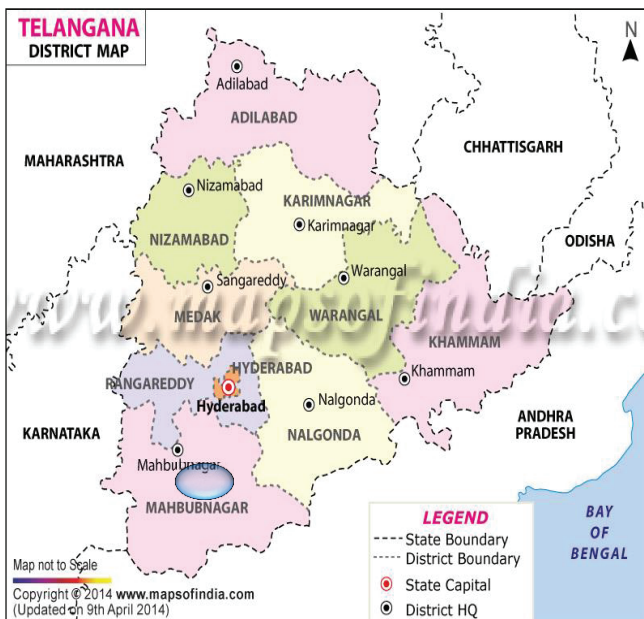 TELANGANA
DISTRICT MAP
N
Adilabad
ADILABAD
MAHARASHTRA
CHHATTISGARH
Nizamabad
KARIMNAGAR
Karimnagar
NIZAMABAD
ODISHA
Warangal
Sangareddy
www.mapsofindia.c
MEDAK
WARANGAL
KHAMMAM
HYDERABAD
RANGAREDDY
Khammam
Hyderabad
Nalgonda
ANDHRA
PRADESH
KARNATAKA
NALGONDA
Mahbubnagar
MAHBUBNAGAR
BAY
OF
BENGAL
LEGEND
State Boundary
District Boundary
State Capital
District HQ
Map not to Scale
Copyright © 2014 www.mapsofindia.com
(Updated on 9th April 2014)